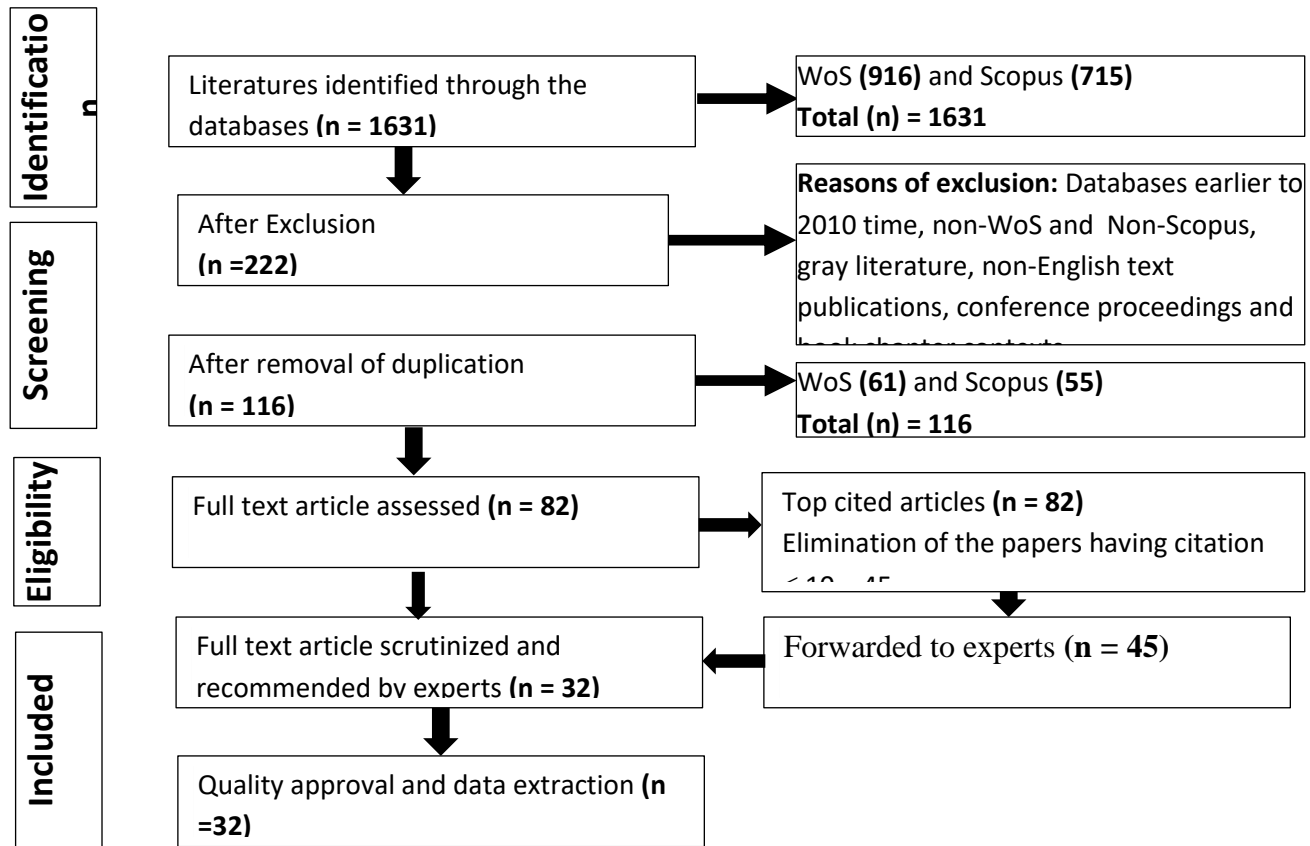 Identificatio
n
Literatures identified through the
databases (n = 1631)
WoS (916) and Scopus (715)
Total (n) = 1631
Screening
After Exclusion
(n =222)
Reasons of exclusion: Databases earlier to
2010 time, non-WoS and Non-Scopus,
gray literature, non-English text
publications, conference proceedings and
After removal of duplication
(n = 116)
WoS (61) and Scopus (55)
Total (n) = 116
Eligibility
Full text article assessed (n = 82)
Top cited articles (n = 82)
Elimination of the papers having citation
Included
Full text article scrutinized and
recommended by experts (n = 32)
Forwarded to experts (n = 45)
Quality approval and data extraction (n
=32)